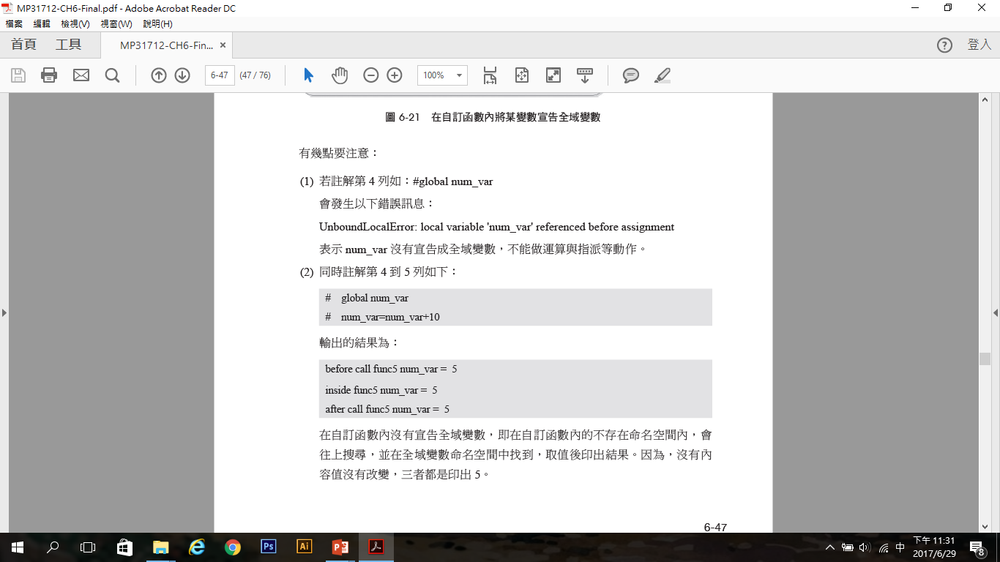 MP31712-CH6-Final.pdf - Adobe Acrobat Reader DC
檔案 編輯 檢視(V) 視窗(W) 說明(H)
首頁 工具 MP31712-CH6-Fin... × ? 登入
6-47 (47 / 76) 100%
圖 6-21 在自訂函數內將某變數宣告全域變數
有幾點要注意：
(1) 若註解第 4 列如：#global num_var
會發生以下錯誤訊息：
UnboundLocalError: local variable 'num_var' referenced before assignment
表示 num_var 沒有宣告成全域變數，不能做運算與指派等動作。
(2) 同時註解第 4 到 5 列如下：
# global num_var
# num_var=num_var+10
輸出的結果為：
before call func5 num_var = 5
inside func5 num_var = 5
after call func5 num_var = 5
在自訂函數內沒有宣告全域變數，即在自訂函數內的不存在命名空間內，會
往上搜尋，並在全域變數命名空間中找到，取值後印出結果。因為，沒有內
容值沒有改變，三者都是印出 5。
6-47
Ps Ai 中 下午 11:31
2017/6/29 8